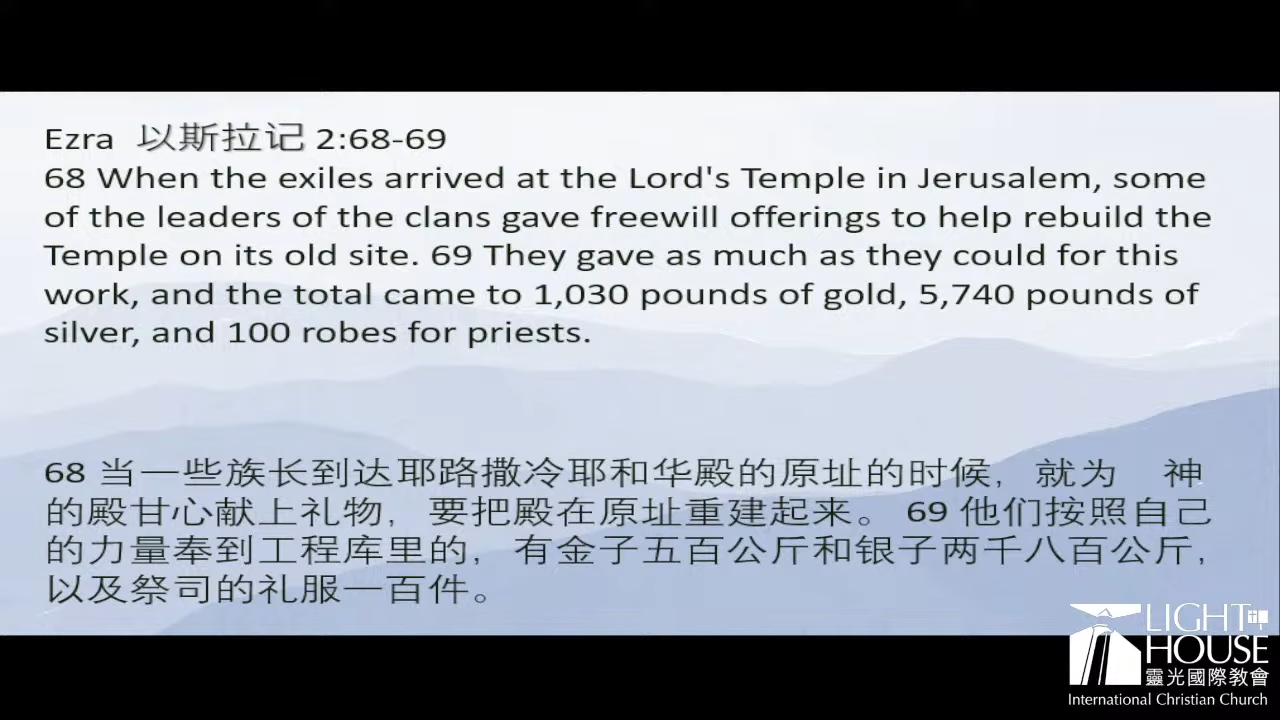 Ezra 以斯拉记 2:68-69
68 When the exiles arrived at the Lord's Temple in Jerusalem, some
of the leaders of the clans gave freewill offerings to help rebuild the
Temple on its old site. 69 They gave as much as they could for this
work, and the total came to 1,030 pounds of gold, 5,740 pounds of
silver, and 100 robes for priests.
68 当一些族长到达耶路撒冷耶和华殿的原址的时候，就为　神
的殿甘心献上礼物，要把殿在原址重建起来。69 他们按照自己
的力量奉到工程库里的，有金子五百公斤和银子两千八百公斤，
以及祭司的礼服一百件。
LIGHT
HOUSE
靈光國際教會
International Christian Church